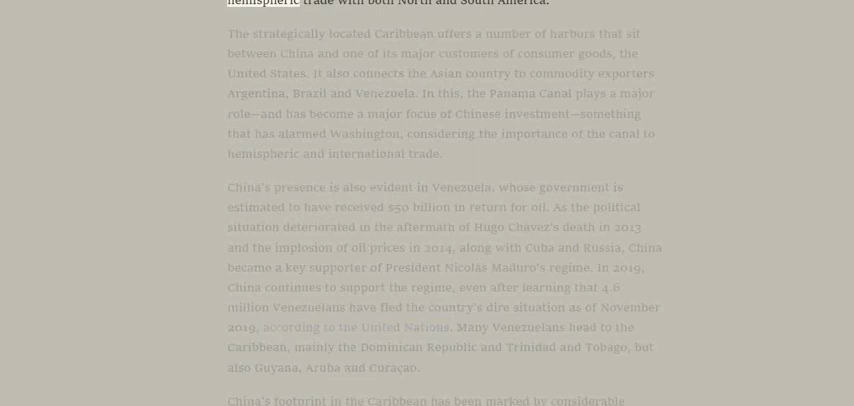 hemispheric trade with both North and South America.
The strategically located Caribbean offers a number of harbors that sit
between China and one of its major customers of consumer goods, the
United States. It also connects the Asian country to commodity exporters
Argentina, Brazil and Venezuela. In this, the Panama Canal plays a major
role—and has become a major focus of Chinese investment—something
that has alarmed Washington, considering the importance of the canal to
hemispheric and international trade.
China's presence is also evident in Venezuela, whose government is
estimated to have received $50 billion in return for oil. As the political
situation deteriorated in the aftermath of Hugo Chávez's death in 2013
and the implosion of oil prices in 2014, along with Cuba and Russia, China
became a key supporter of President Nicolás Maduro's regime. In 2019,
China continues to support the regime, even after learning that 4.6
million Venezuelans have fled the country's dire situation as of November
2019, according to the United Nations. Many Venezuelans head to the
Caribbean, mainly the Dominican Republic and Trinidad and Tobago, but
also Guyana, Aruba and Curaçao.
China's footprint in the Caribbean has been marked by considerable